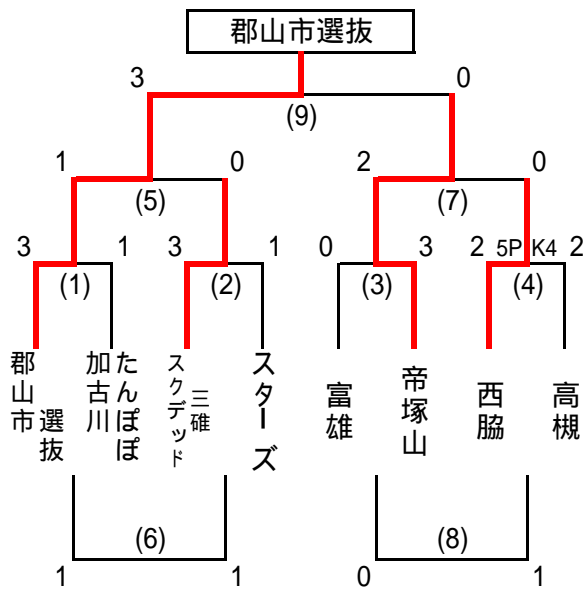 郡山市選抜
3 0
(9)
1 0 2 0
(5) (7)
3 1 3 1 0 3 2 5PK4 2
(1) (2) (3) (4)
郡山市
選抜
加古川
たんぽぽ
スクデッド
三碓
スターズ
富雄
帝塚山
西脇
高槻
(6) (8)
1 1 0 1